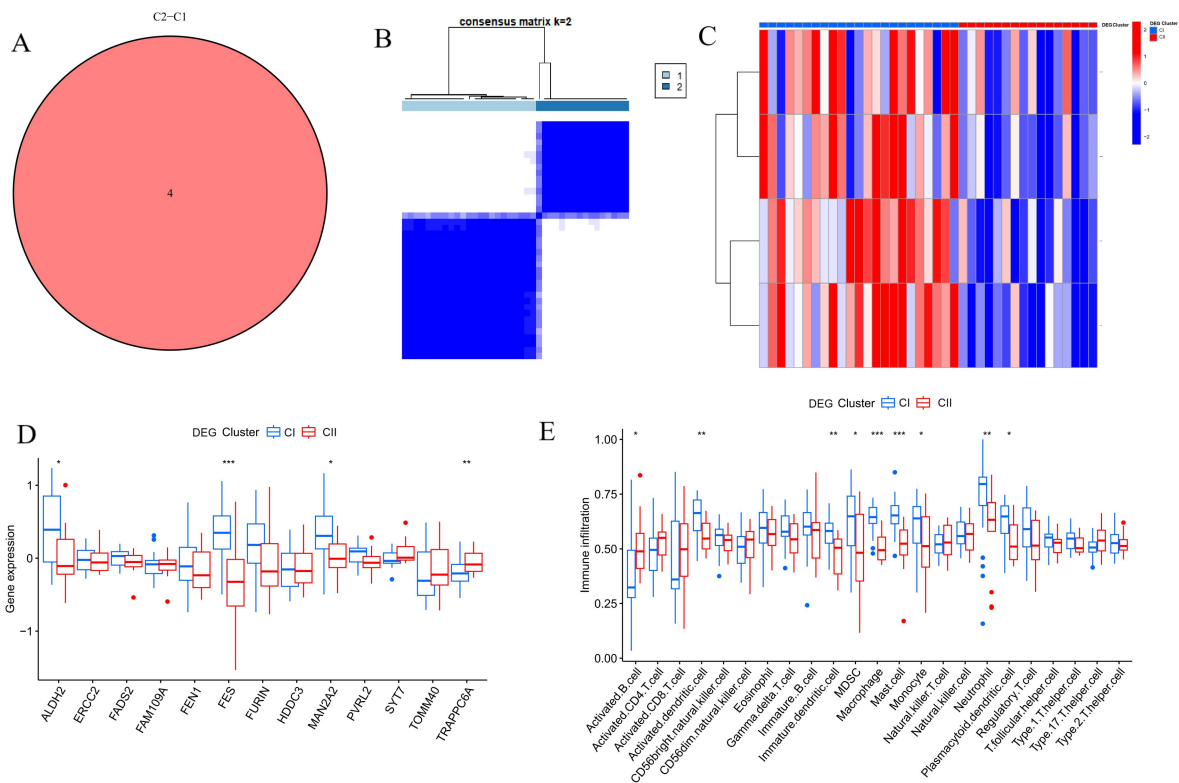 C2−C1
A
4
B
consensus matrix k=2
1
2
C
DEG Cluster
DEG Cluster
CI
CII
2
1
0
−1
−2
D
DEG Cluster CI CII
Gene expression
1
0
−1
* *** * **
ALDH2
ERCC2
FADS2
FAM109A
FEN1
FES
FURIN
HDDC3
MAN2A2
PVRL2
SYT7
TOMM40
TRAPPC6A
E
DEG Cluster CI CII
Immune infiltration
1.00
0.75
0.50
0.25
0.00
* ** ** * *** *** * ** *
Activated.B.cell
Activated.CD4.T.cell
Activated.CD8.T.cell
Activated.dendritic.cell
CD56bright.natural.killer.cell
CD56dim.natural.killer.cell
Eosinophil
Gamma.delta.T.cell
Immature.B.cell
Immature.dendritic.cell
MDSC
Macrophage
Mast.cell
Monocyte
Natural.killer.T.cell
Natural.killer.cell
Neutrophil
Plasmacytoid.dendritic.cell
Regulatory.T.cell
T.follicular.helper.cell
Type.1.T.helper.cell
Type.17.T.helper.cell
Type.2.T.helper.cell